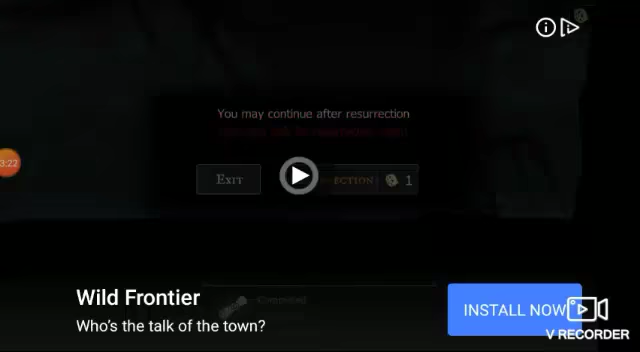 You may continue after resurrection
3:22
EXIT
ECTION 1
Wild Frontier
Who's the talk of the town?
INSTALL NOW
V RECORDER